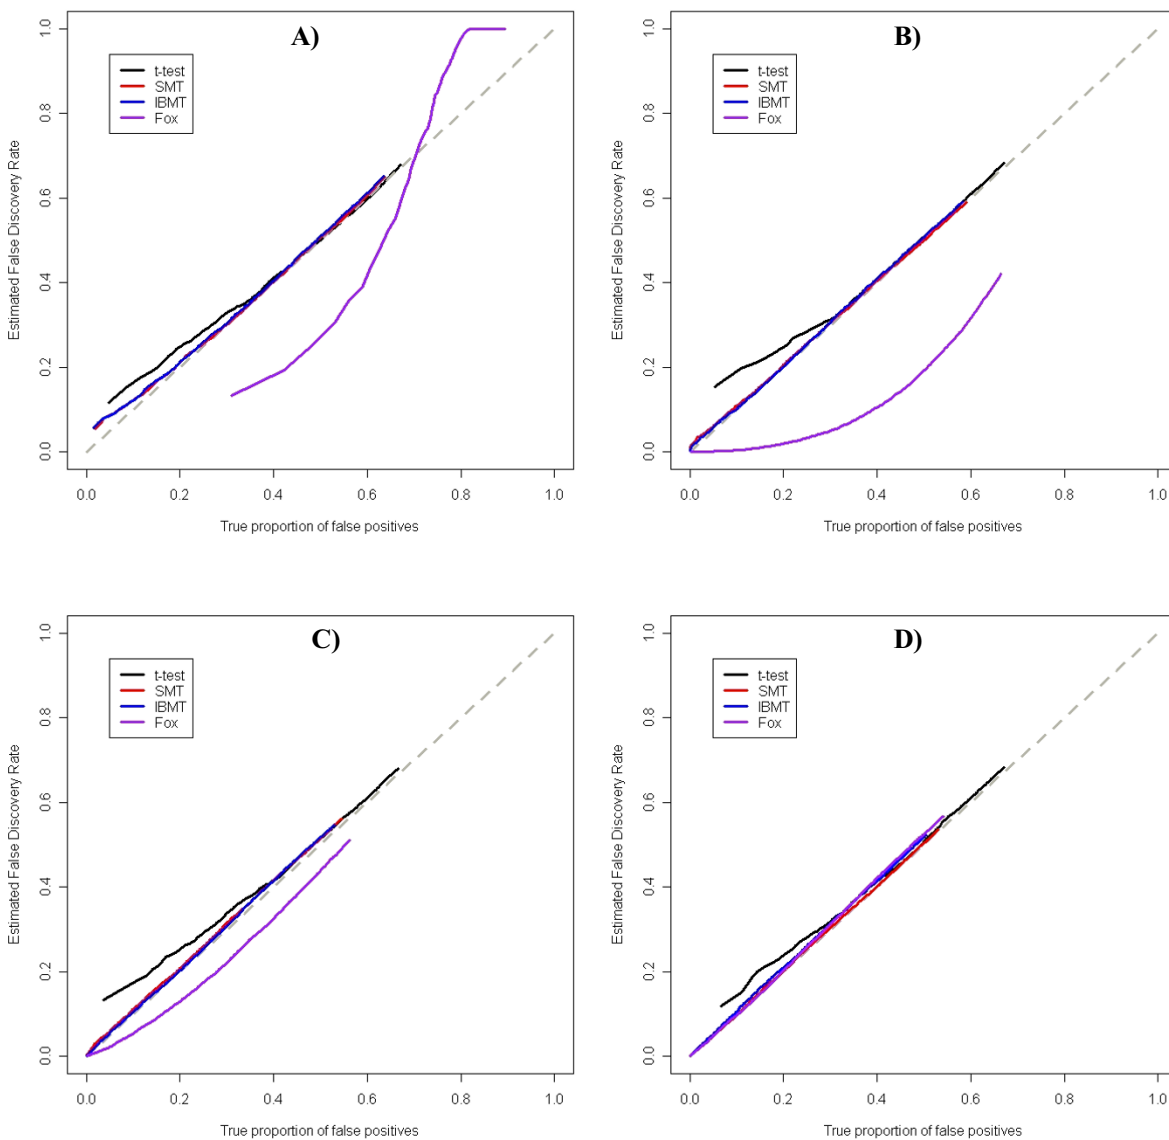 A)
t-test
SMT
IBMT
Fox
Estimated False Discovery Rate
0.0 0.2 0.4 0.6 0.8 1.0
0.0 0.2 0.4 0.6 0.8 1.0
True proportion of false positives
B)
t-test
SMT
IBMT
Fox
Estimated False Discovery Rate
0.0 0.2 0.4 0.6 0.8 1.0
0.0 0.2 0.4 0.6 0.8 1.0
True proportion of false positives
C)
t-test
SMT
IBMT
Fox
Estimated False Discovery Rate
0.0 0.2 0.4 0.6 0.8 1.0
0.0 0.2 0.4 0.6 0.8 1.0
True proportion of false positives
D)
t-test
SMT
IBMT
Fox
Estimated False Discovery Rate
0.0 0.2 0.4 0.6 0.8 1.0
0.0 0.2 0.4 0.6 0.8 1.0
True proportion of false positives